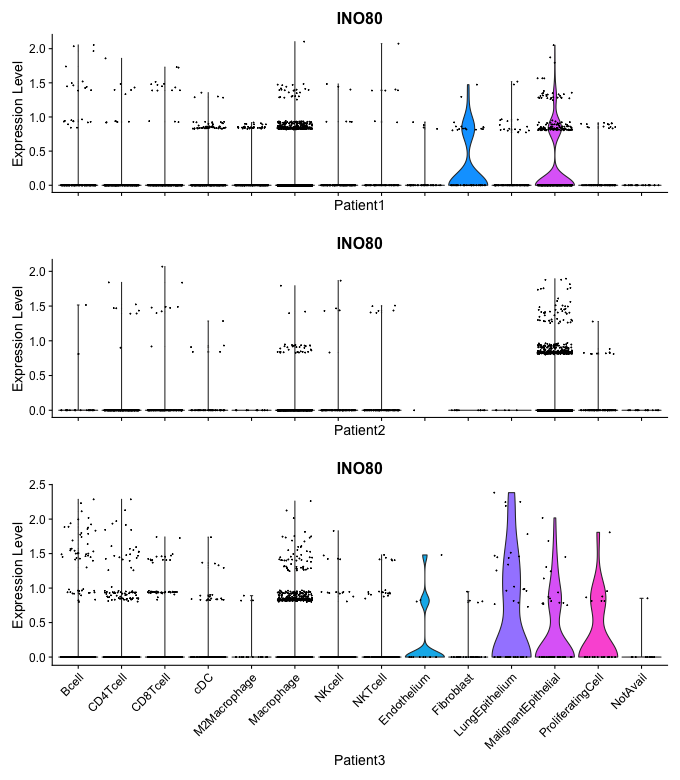 INO80
Expression Level
2.0
1.5
1.0
0.5
0.0
Patient1
INO80
Expression Level
2.0
1.5
1.0
0.5
0.0
Patient2
INO80
Expression Level
2.5
2.0
1.5
1.0
0.5
0.0
Bcell
CD4Tcell
CD8Tcell
cDC
M2Macrophage
Macrophage
NKcell
NKTcell
Endothelium
Fibroblast
LungEpithelium
MalignantEpithelial
ProliferatingCell
NotAvail
Patient3